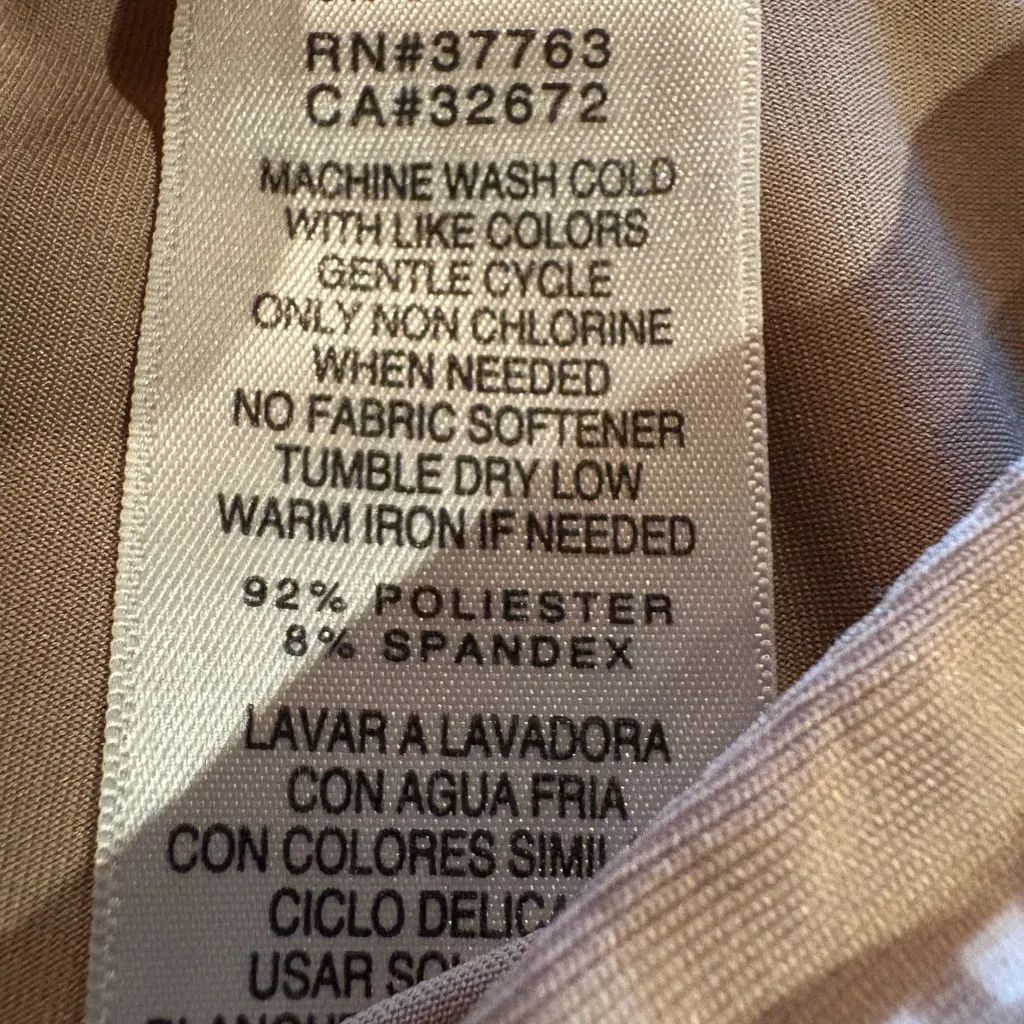 RN#37763
CA#32672
MACHINE WASH COLD
WITH LIKE COLORS
GENTLE CYCLE
ONLY NON CHLORINE
WHEN NEEDED
NO FABRIC SOFTENER
TUMBLE DRY LOW
WARM IRON IF NEEDED
92% POLIESTER
8% SPANDEX
LAVAR A LAVADORA
CON AGUA FRIA
CON COLORES
CICLO
USAR